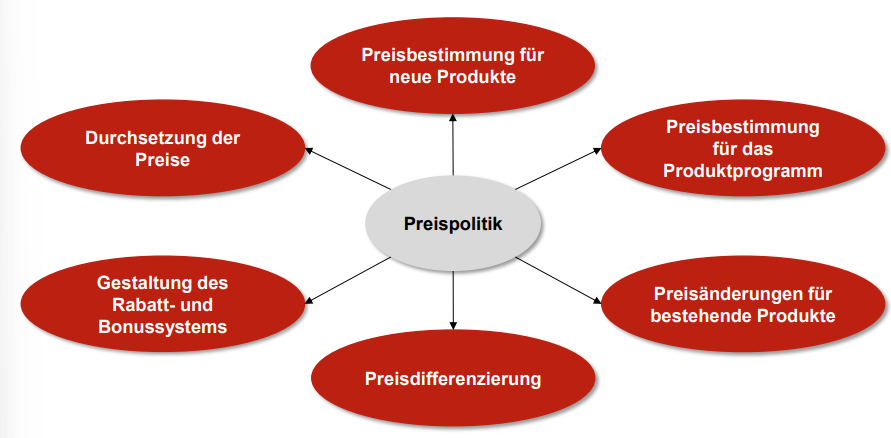 Preisbestimmung für
neue Produkte
Durchsetzung der
Preise
Preisbestimmung
für das
Produktprogramm
Preispolitik
Gestaltung des
Rabatt- und
Bonussystems
Preisänderungen für
bestehende Produkte
Preisdifferenzierung